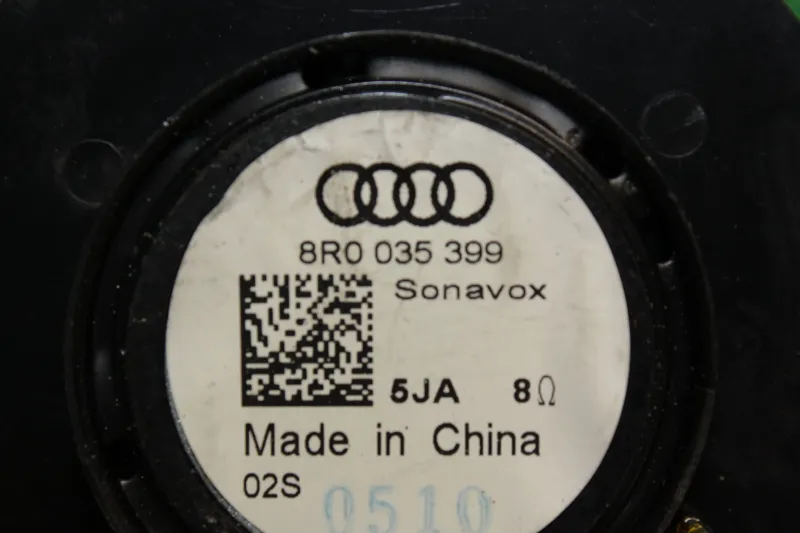 8R0 035 399
Sonavox
5JA 8Ω
Made in China
02S
0510